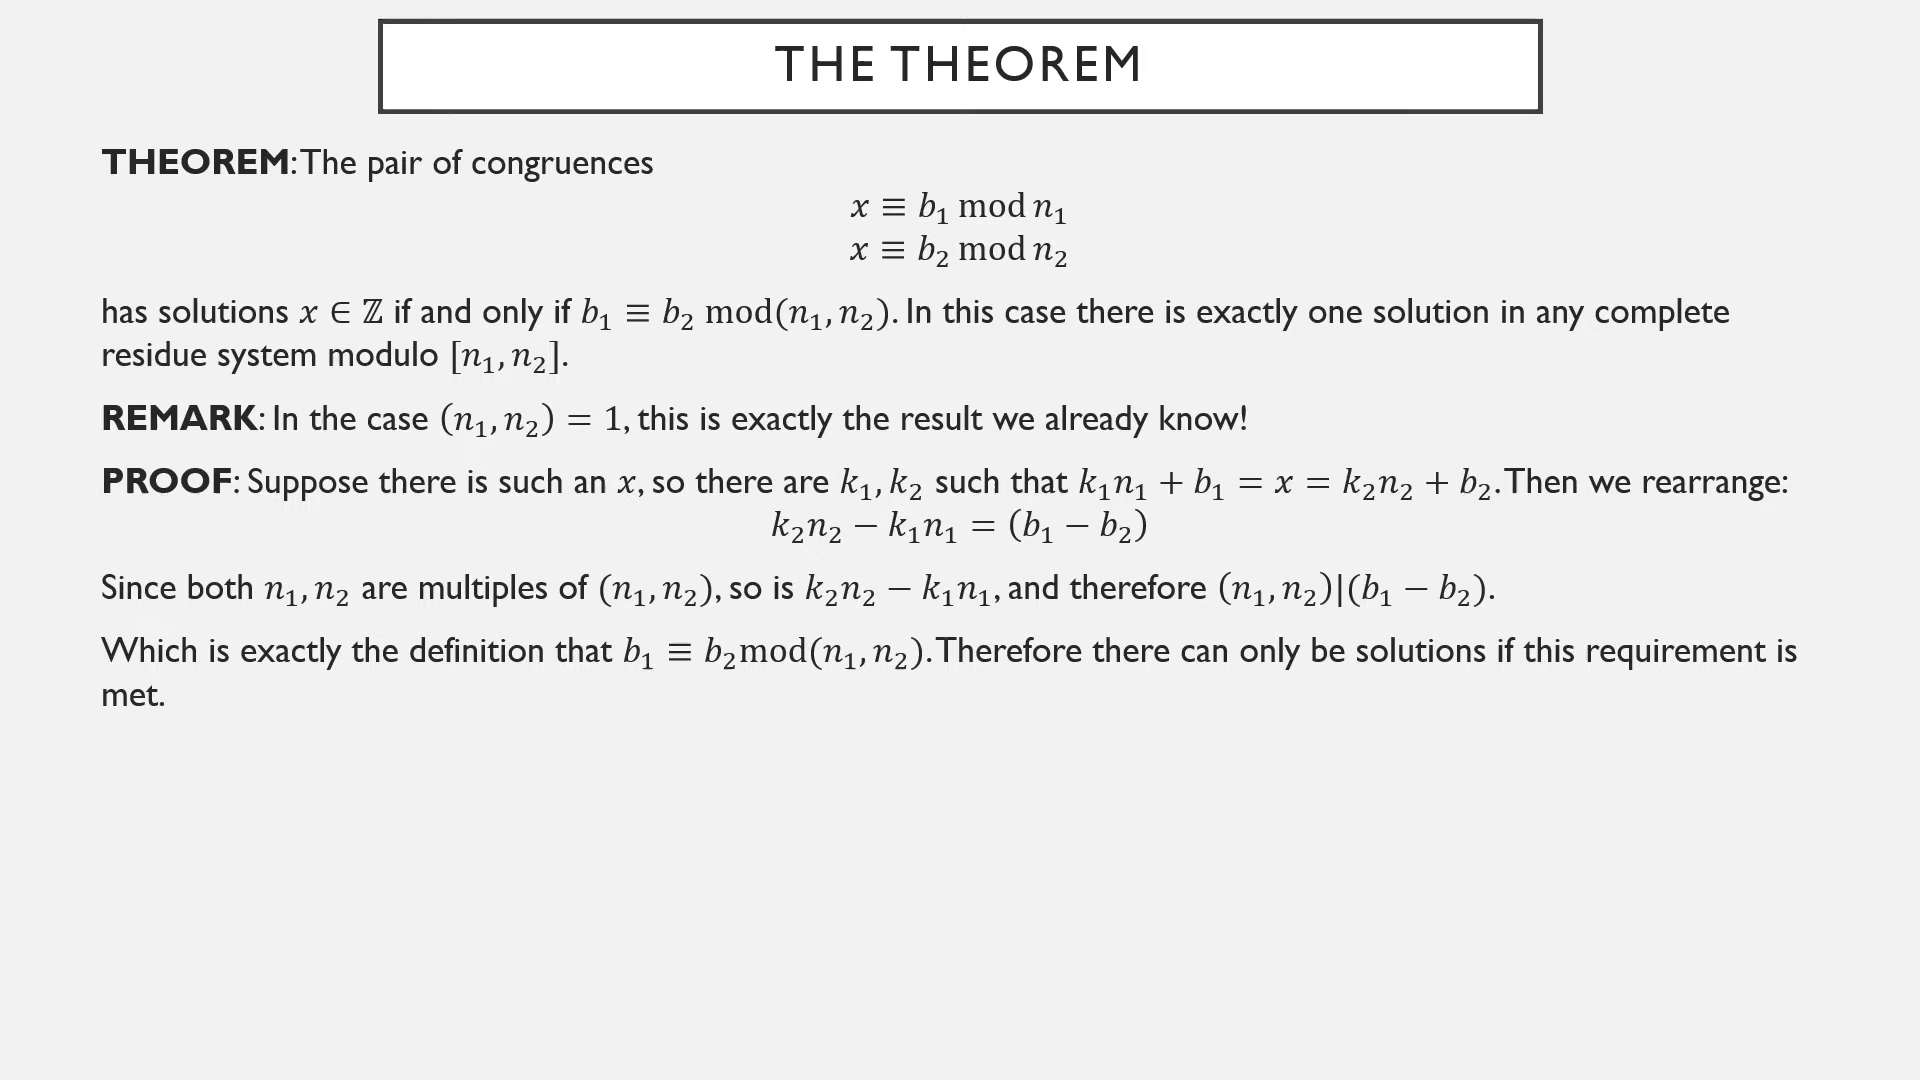 THE THEOREM
THEOREM: The pair of congruences
x ≡ b₁ mod n₁
x ≡ b₂ mod n₂
has solutions x ∈ ℤ if and only if b₁ ≡ b₂ mod(n₁, n₂). In this case there is exactly one solution in any complete
residue system modulo [n₁, n₂].
REMARK: In the case (n₁, n₂) = 1, this is exactly the result we already know!
PROOF: Suppose there is such an x, so there are k₁, k₂ such that k₁n₁ + b₁ = x = k₂n₂ + b₂. Then we rearrange:
k₂n₂ − k₁n₁ = (b₁ − b₂)
Since both n₁, n₂ are multiples of (n₁, n₂), so is k₂n₂ − k₁n₁, and therefore (n₁, n₂)|(b₁ − b₂).
Which is exactly the definition that b₁ ≡ b₂mod(n₁, n₂). Therefore there can only be solutions if this requirement is
met.